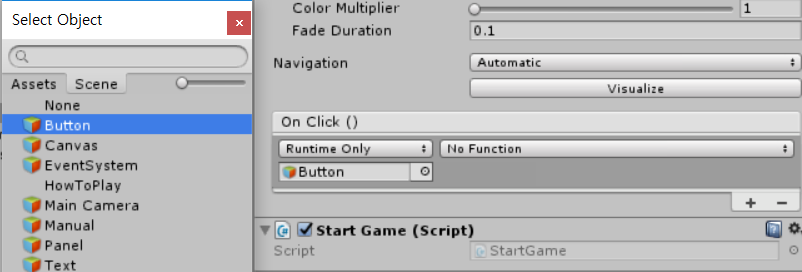 Select Object
Assets Scene
None
Button
Canvas
EventSystem
HowToPlay
Main Camera
Manual
Panel
Text
Color Multiplier 1
Fade Duration 0.1
Navigation Automatic
Visualize
On Click ()
Runtime Only No Function
Button
Start Game (Script)
Script StartGame